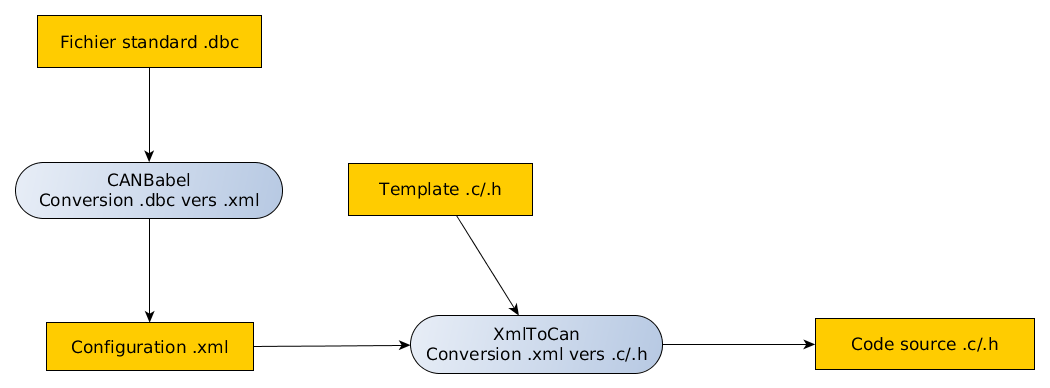 Fichier standard .dbc
CANBabel
Conversion .dbc vers .xml
Template .c/.h
Configuration .xml
XmlToCan
Conversion .xml vers .c/.h
Code source .c/.h